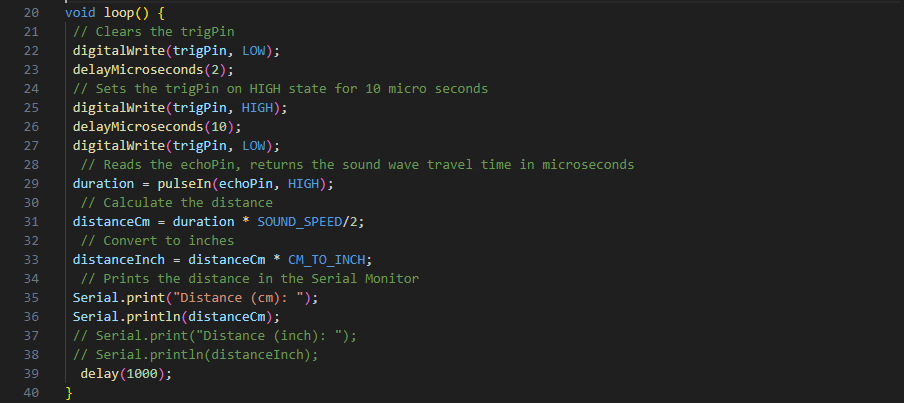 20 void loop() {
21 // Clears the trigPin
22 digitalWrite(trigPin, LOW);
23 delayMicroseconds(2);
24 // Sets the trigPin on HIGH state for 10 micro seconds
25 digitalWrite(trigPin, HIGH);
26 delayMicroseconds(10);
27 digitalWrite(trigPin, LOW);
28 // Reads the echoPin, returns the sound wave travel time in microseconds
29 duration = pulseIn(echoPin, HIGH);
30 // Calculate the distance
31 distanceCm = duration * SOUND_SPEED/2;
32 // Convert to inches
33 distanceInch = distanceCm * CM_TO_INCH;
34 // Prints the distance in the Serial Monitor
35 Serial.print("Distance (cm): ");
36 Serial.println(distanceCm);
37 // Serial.print("Distance (inch): ");
38 // Serial.println(distanceInch);
39 delay(1000);
40 }